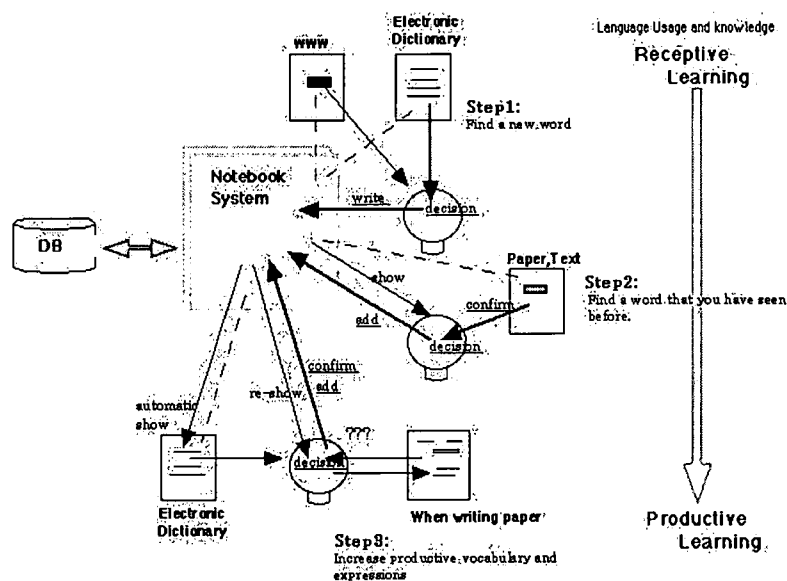 Language Usage and knowledge
Receptive
Learning
WWW
Electronic
Dictionary
Step1:
Find a new word
Notebook
System
write
decision
DB
Paper,Text
Step2:
Find a word that you have seen
before.
show
confirm
add
decision
confirm
add
re-show
automatic
show
???
decision
Electronic
Dictionary
When writing paper
Productive
Learning
Step3:
Increase productive vocabulary and
expressions